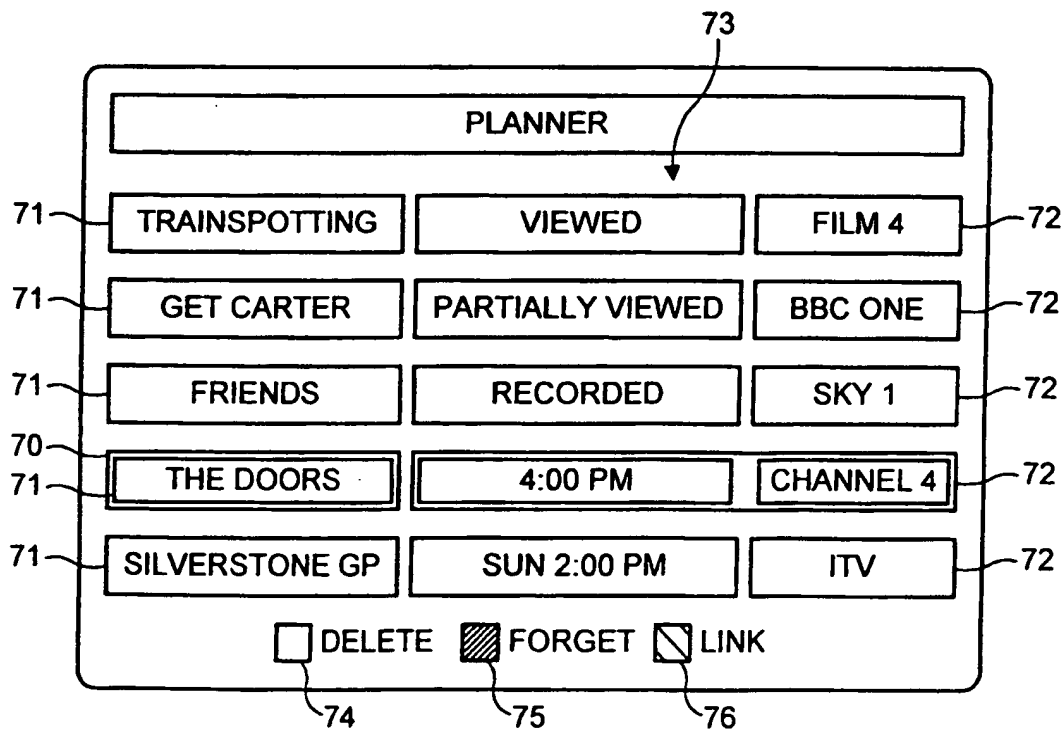 73
PLANNER
71 TRAINSPOTTING VIEWED FILM 4 72
71 GET CARTER PARTIALLY VIEWED BBC ONE 72
71 FRIENDS RECORDED SKY 1 72
70
71 THE DOORS 4:00 PM CHANNEL 4 72
71 SILVERSTONE GP SUN 2:00 PM ITV 72
DELETE FORGET LINK
74 75 76